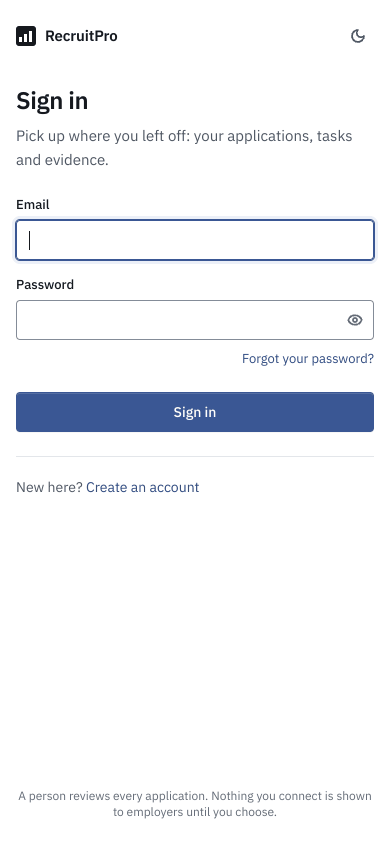 RecruitPro
Sign in
Pick up where you left off: your applications, tasks
and evidence.
Email
Password
Forgot your password?
Sign in
New here? Create an account
A person reviews every application. Nothing you connect is shown
to employers until you choose.